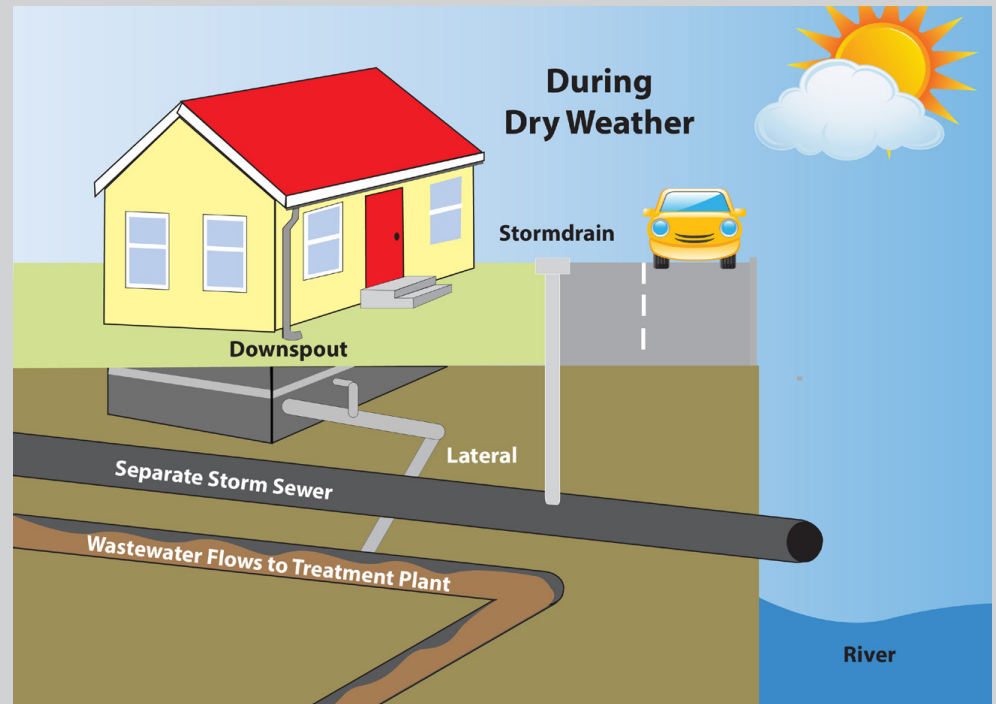 During
Dry Weather
Stormdrain
Downspout
Lateral
Separate Storm Sewer
Wastewater Flows to Treatment Plant
River